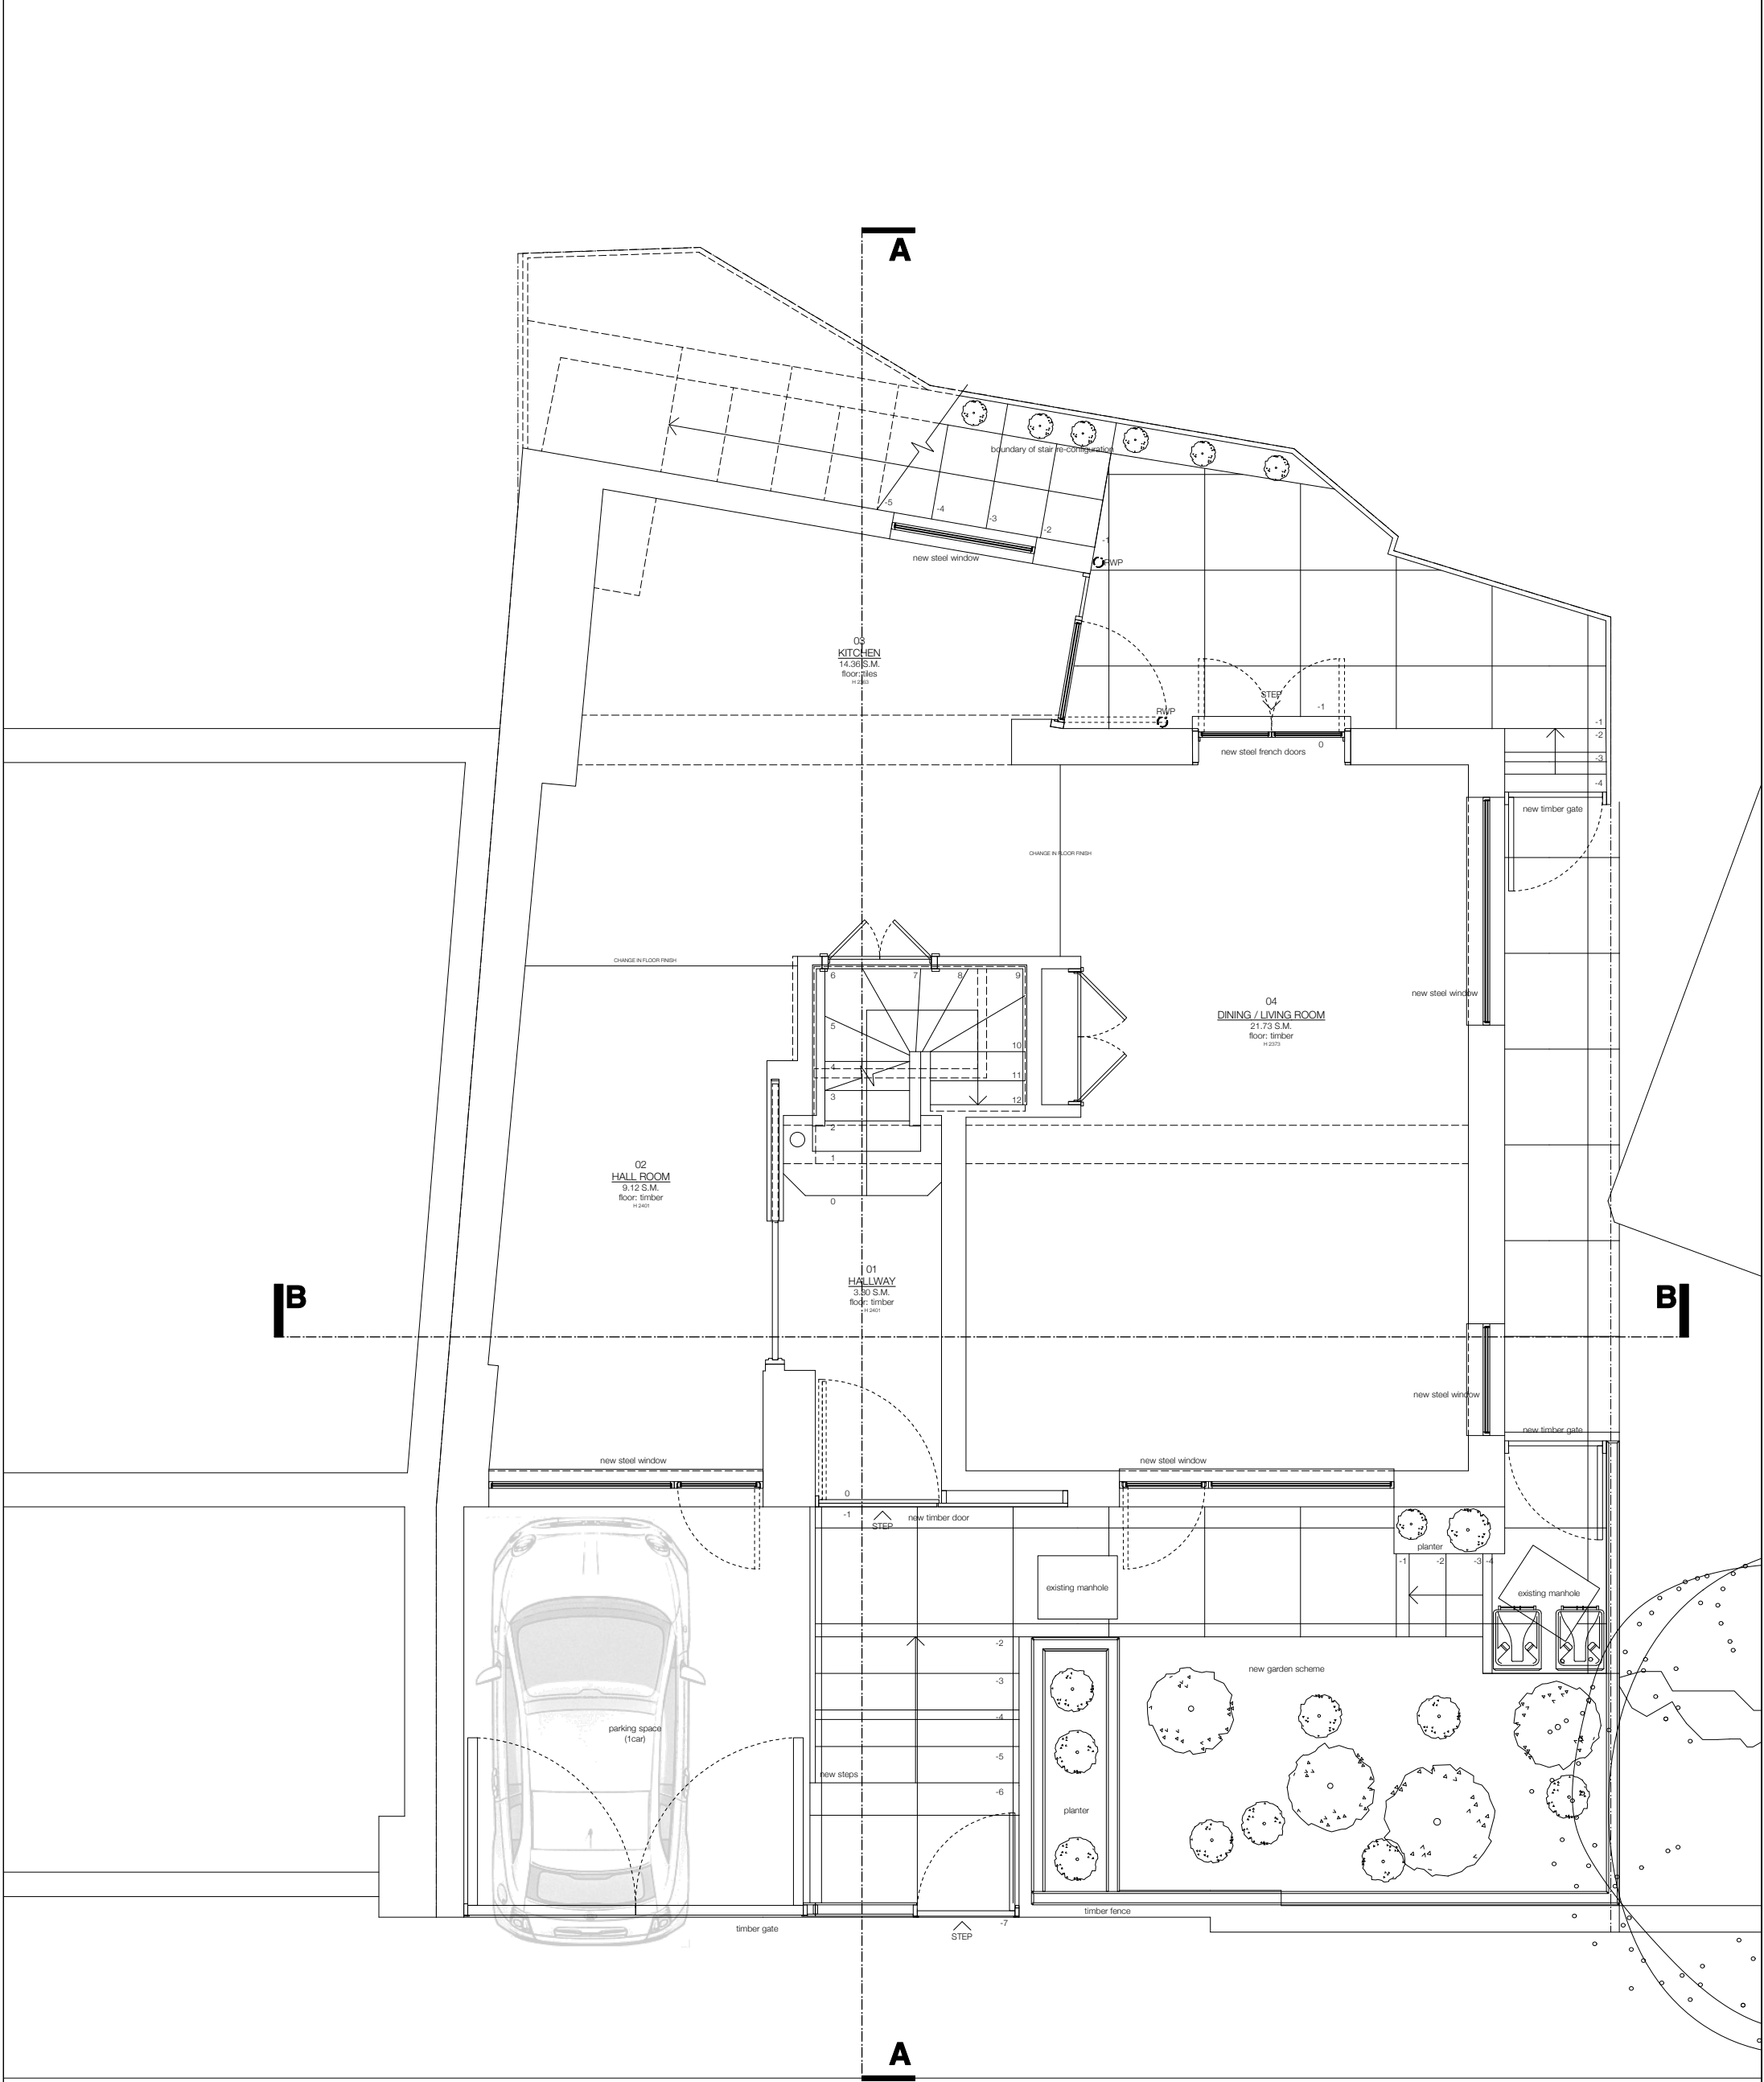 A
boundary of stair re-configuration
-5
-4
-3
-2
-1
new steel window
RWP
03
KITCHEN
14.36 S.M.
floor: tiles
STEP
RWP
-1
0
new steel french doors
-1
-2
-3
-4
new timber gate
CHANGE IN FLOOR FINISH
CHANGE IN FLOOR FINISH
6
7
8
9
5
10
4
11
3
12
2
1
0
new steel window
04
DINING / LIVING ROOM
21.73 S.M.
floor: timber
H 2373
02
HALL ROOM
9.12 S.M.
floor: timber
H 2401
01
HALLWAY
3.30 S.M.
floor: timber
H 2401
B
B
new steel window
new timber gate
new steel window
new steel window
0
-1
STEP
new timber door
planter
-1
-2
-3
-4
existing manhole
existing manhole
-2
-3
-4
-5
-6
new garden scheme
parking space
(1car)
new steps
planter
timber gate
STEP
-7
timber fence
A